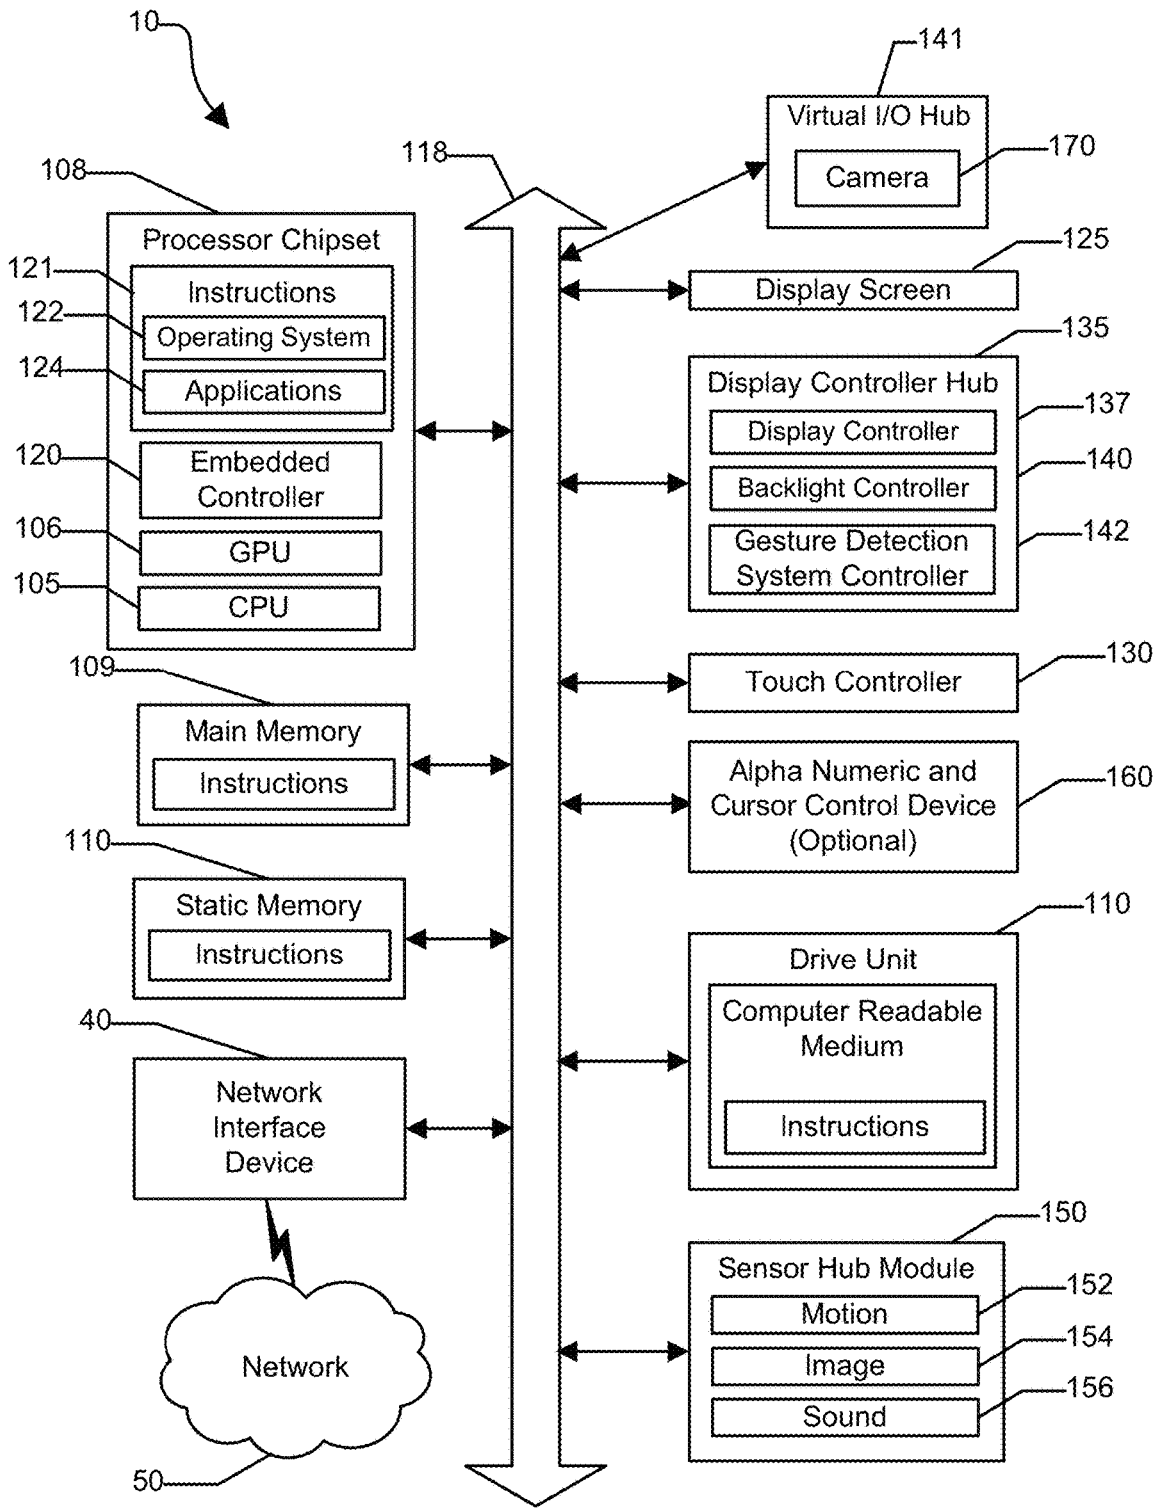 10
108
Processor Chipset
121
Instructions
122
Operating System
124
Applications
120
Embedded
Controller
106
GPU
105
CPU
109
Main Memory
Instructions
110
Static Memory
Instructions
40
Network
Interface
Device
Network
50
118
141
Virtual I/O Hub
170
Camera
125
Display Screen
135
Display Controller Hub
137
Display Controller
140
Backlight Controller
142
Gesture Detection
System Controller
130
Touch Controller
160
Alpha Numeric and
Cursor Control Device
(Optional)
110
Drive Unit
Computer Readable
Medium
Instructions
150
Sensor Hub Module
152
Motion
154
Image
156
Sound